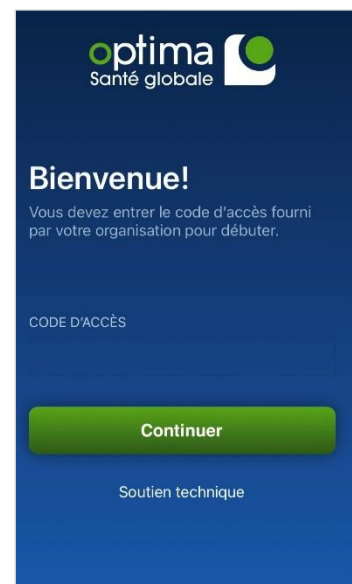 optima
Santé globale
Bienvenue!
Vous devez entrer le code d'accès fourni
par votre organisation pour débuter.
CODE D'ACCÈS
Continuer
Soutien technique